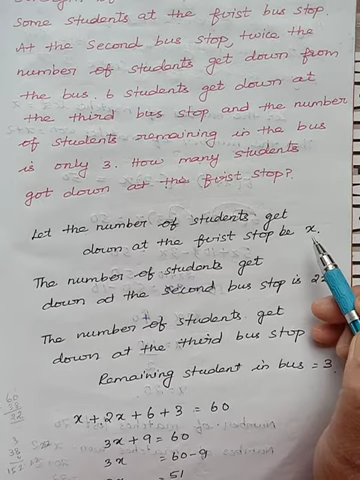 some students at the first bus stop.
At the second bus stop, twice the
number of students get down from
the bus. 6 students get down at
the third bus stop and the number
of students remaining in the bus
is only 3. How many students
got down at the first stop?
Let the number of students get
down at the first stop be x.
The number of students get
down at the second bus stop is 2
The number of students get
down at the third bus stop
Remaining student in bus = 3
x + 2x + 6 + 3 = 60
3x + 9 = 60
3x = 60 - 9
51